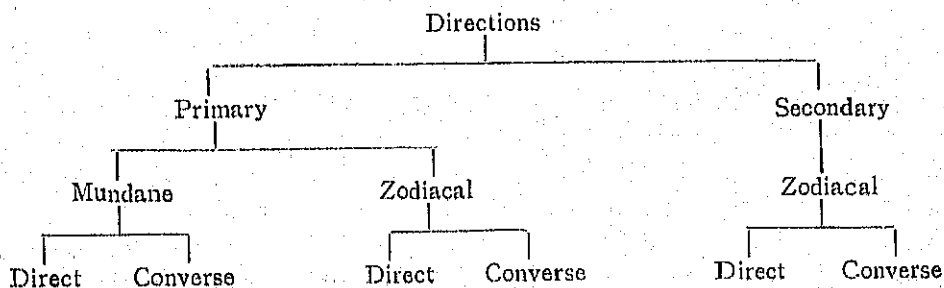 Directions
Primary Secondary
Mundane Zodiacal Zodiacal
Direct Converse Direct Converse Direct Converse